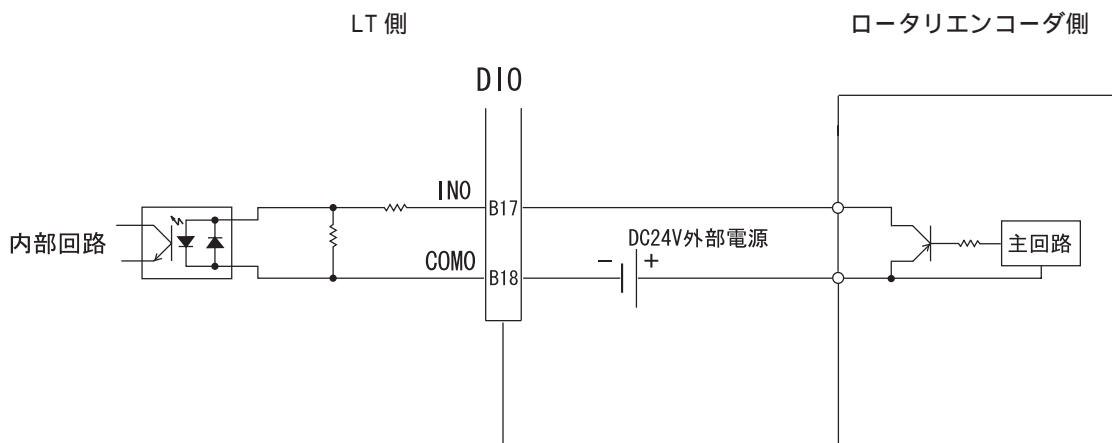 LT 側
ロータリエンコーダ側
DIO
IN0
B17
内部回路
DC24V外部電源
主回路
COM0
B18
− +